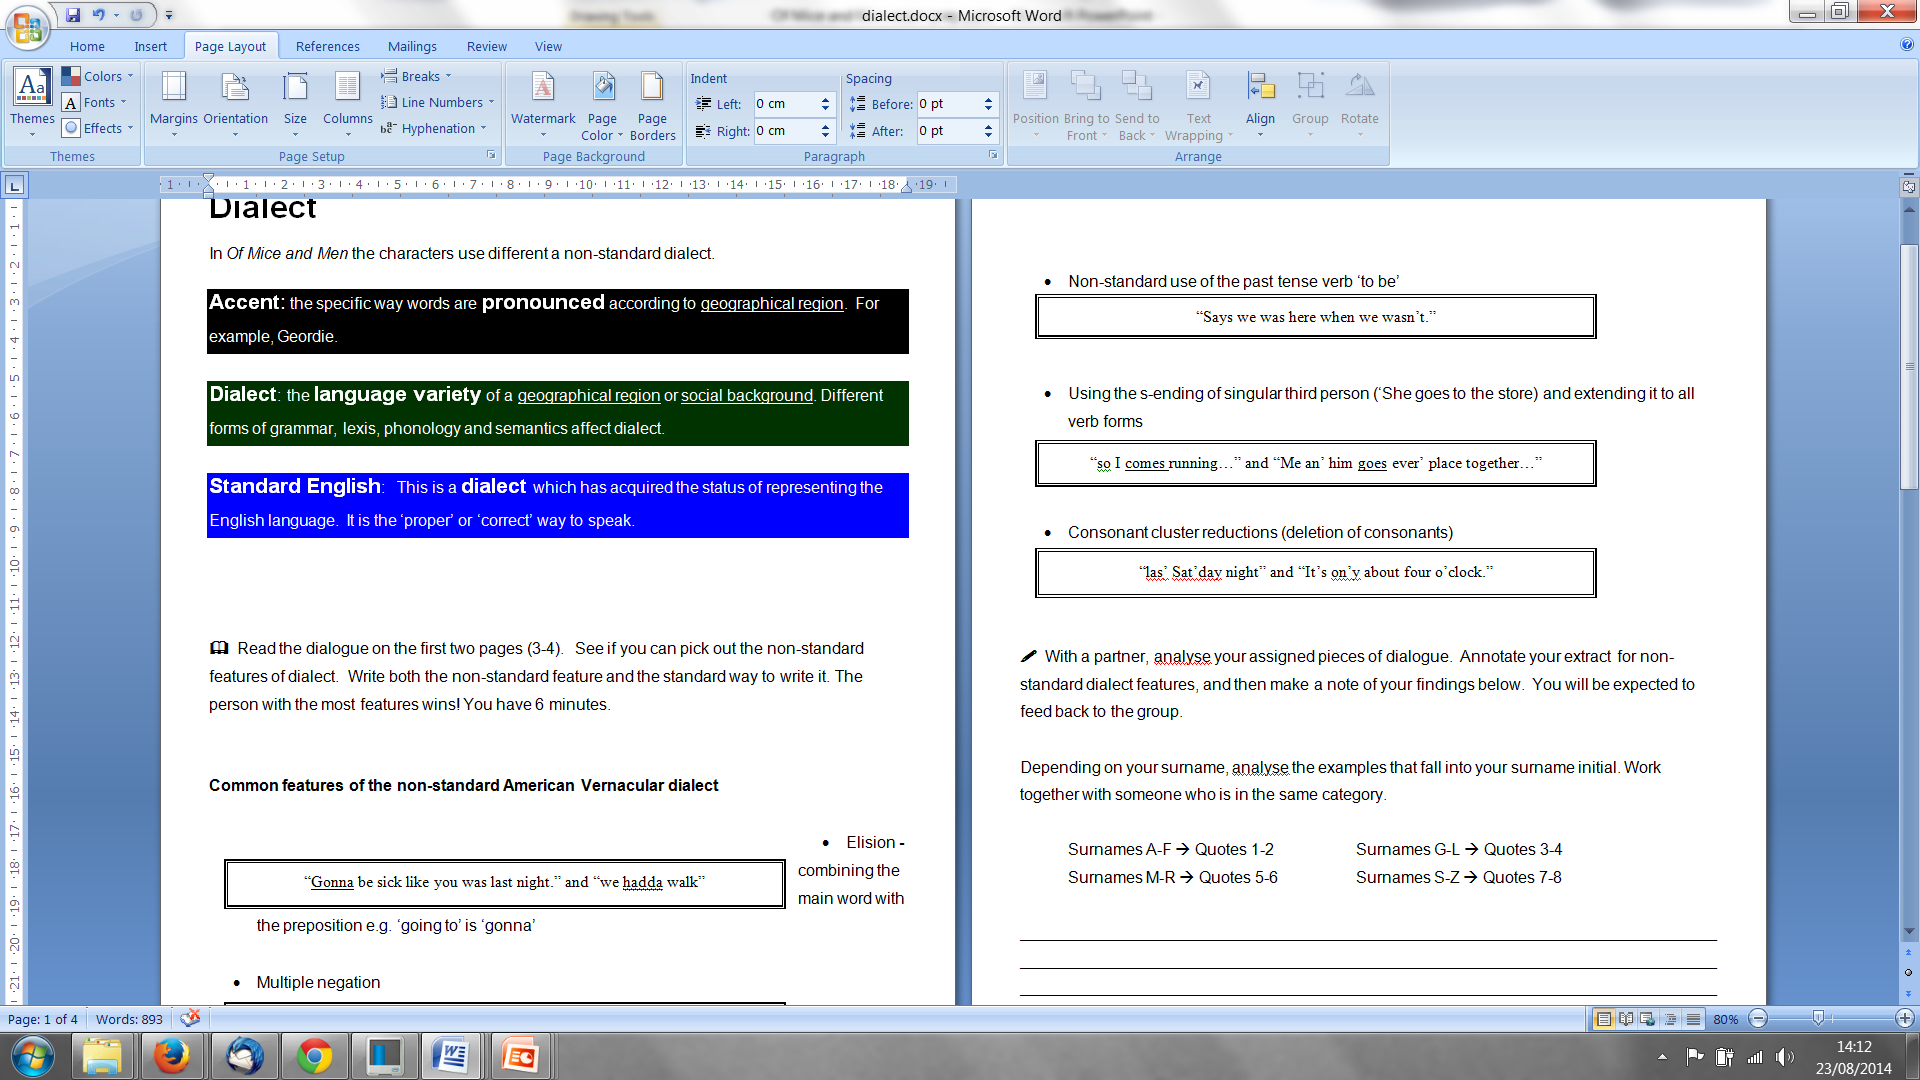 dialect.docx - Microsoft Word
Home Insert Page Layout References Mailings Review View
Themes
Colors
Fonts
Effects
Themes
Margins Orientation Size Columns
Breaks
Line Numbers
Hyphenation
Page Setup
Watermark Page Color Page Borders
Page Background
Indent
Left: 0 cm
Right: 0 cm
Spacing
Before: 0 pt
After: 0 pt
Paragraph
Position Bring to Front Send to Back Text Wrapping Align Group Rotate
Arrange
Dialect
In Of Mice and Men the characters use different a non-standard dialect.
Accent: the specific way words are pronounced according to geographical region. For
example, Geordie.
Dialect: the language variety of a geographical region or social background. Different
forms of grammar, lexis, phonology and semantics affect dialect.
Standard English: This is a dialect which has acquired the status of representing the
English language. It is the ‘proper’ or ‘correct’ way to speak.
Read the dialogue on the first two pages (3-4). See if you can pick out the non-standard
features of dialect. Write both the non-standard feature and the standard way to write it. The
person with the most features wins! You have 6 minutes.
Common features of the non-standard American Vernacular dialect
• Elision -
combining the
main word with
“Gonna be sick like you was last night.” and “we hadda walk”
the preposition e.g. ‘going to’ is ‘gonna’
• Multiple negation
• Non-standard use of the past tense verb ‘to be’
“Says we was here when we wasn’t.”
• Using the s-ending of singular third person (‘She goes to the store) and extending it to all
verb forms
“so I comes running…” and “Me an’ him goes ever’ place together…”
• Consonant cluster reductions (deletion of consonants)
“las’ Sat’day night” and “It’s on’y about four o’clock.”
With a partner, analyse your assigned pieces of dialogue. Annotate your extract for non-
standard dialect features, and then make a note of your findings below. You will be expected to
feed back to the group.
Depending on your surname, analyse the examples that fall into your surname initial. Work
together with someone who is in the same category.
Surnames A-F → Quotes 1-2 Surnames G-L → Quotes 3-4
Surnames M-R → Quotes 5-6 Surnames S-Z → Quotes 7-8
Page: 1 of 4 Words: 893
80%
14:12
23/08/2014